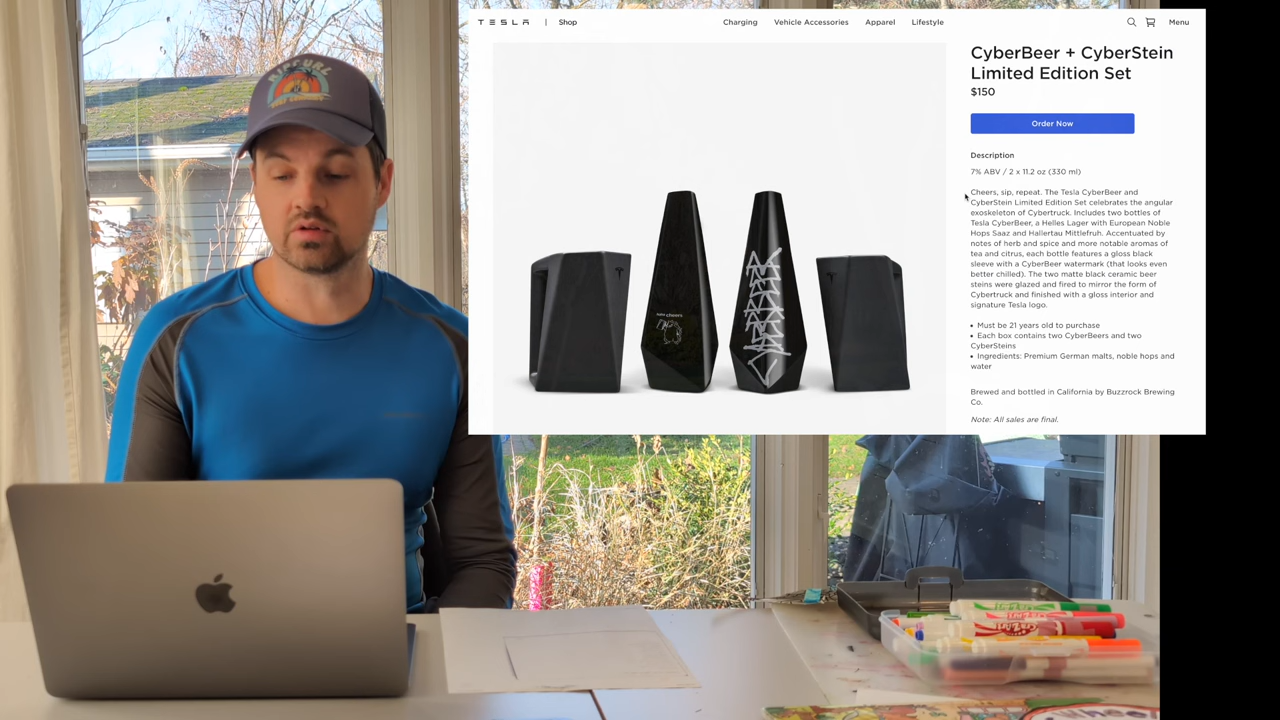 RIP CURL
TESLA | Shop
Charging Vehicle Accessories Apparel Lifestyle
Menu
CyberBeer + CyberStein
Limited Edition Set
$150
Order Now
Description
7% ABV / 2 x 11.2 oz (330 ml)
Cheers, sip, repeat. The Tesla CyberBeer and
CyberStein Limited Edition Set celebrates the angular
exoskeleton of Cybertruck. Includes two bottles of
Tesla CyberBeer, a Helles Lager with European Noble
Hops Saaz and Hallertau Mittlefruh. Accentuated by
notes of herb and spice and more notable aromas of
tea and citrus, each bottle features a gloss black
sleeve with a CyberBeer watermark (that looks even
better chilled). The two matte black ceramic beer
steins were glazed and fired to mirror the form of
Cybertruck and finished with a gloss interior and
signature Tesla logo.
• Must be 21 years old to purchase
• Each box contains two CyberBeers and two
CyberSteins
• Ingredients: Premium German malts, noble hops and
water
Brewed and bottled in California by Buzzrock Brewing
Co.
Note: All sales are final.